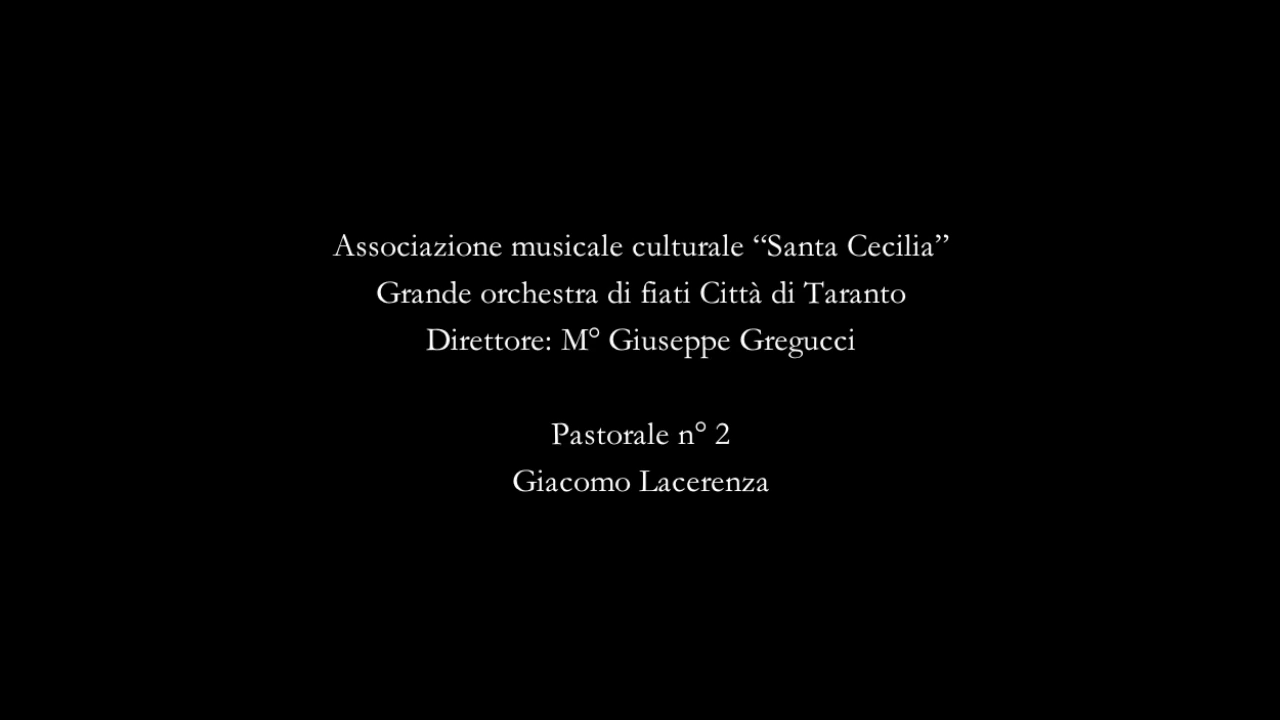 Associazione musicale culturale “Santa Cecilia”
Grande orchestra di fiati Città di Taranto
Direttore: M° Giuseppe Gregucci
Pastorale n° 2
Giacomo Lacerenza